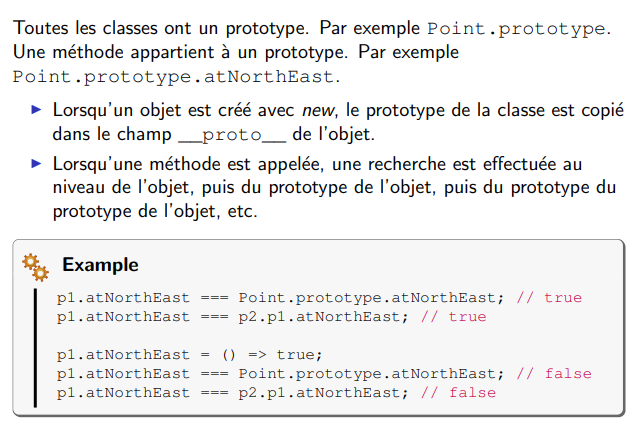 Toutes les classes ont un prototype. Par exemple Point.prototype.
Une méthode appartient à un prototype. Par exemple
Point.prototype.atNorthEast.
▶ Lorsqu'un objet est créé avec new, le prototype de la classe est copié
dans le champ __proto__ de l'objet.
▶ Lorsqu'une méthode est appelée, une recherche est effectuée au
niveau de l'objet, puis du prototype de l'objet, puis du prototype du
prototype de l'objet, etc.
Example
p1.atNorthEast === Point.prototype.atNorthEast; // true
p1.atNorthEast === p2.p1.atNorthEast; // true
p1.atNorthEast = () => true;
p1.atNorthEast === Point.prototype.atNorthEast; // false
p1.atNorthEast === p2.p1.atNorthEast; // false